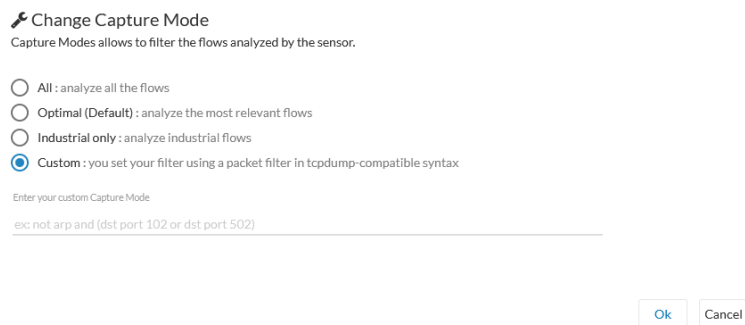 Change Capture Mode
Capture Modes allows to filter the flows analyzed by the sensor.
All : analyze all the flows
Optimal (Default) : analyze the most relevant flows
Industrial only : analyze industrial flows
Custom : you set your filter using a packet filter in tcpdump-compatible syntax
Enter your custom Capture Mode
ex: not arp and (dst port 102 or dst port 502)
Ok Cancel